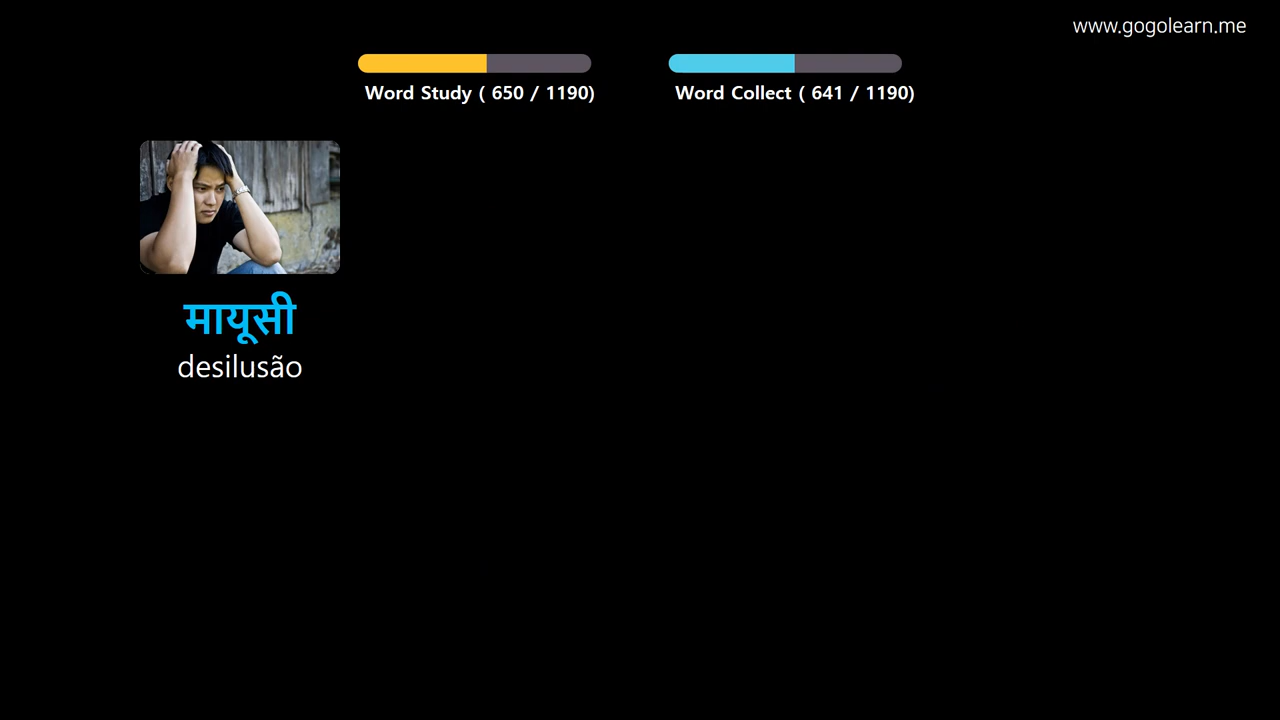 www.gogolearn.me
Word Study ( 650 / 1190)
Word Collect ( 641 / 1190)
मायूसी
desilusão